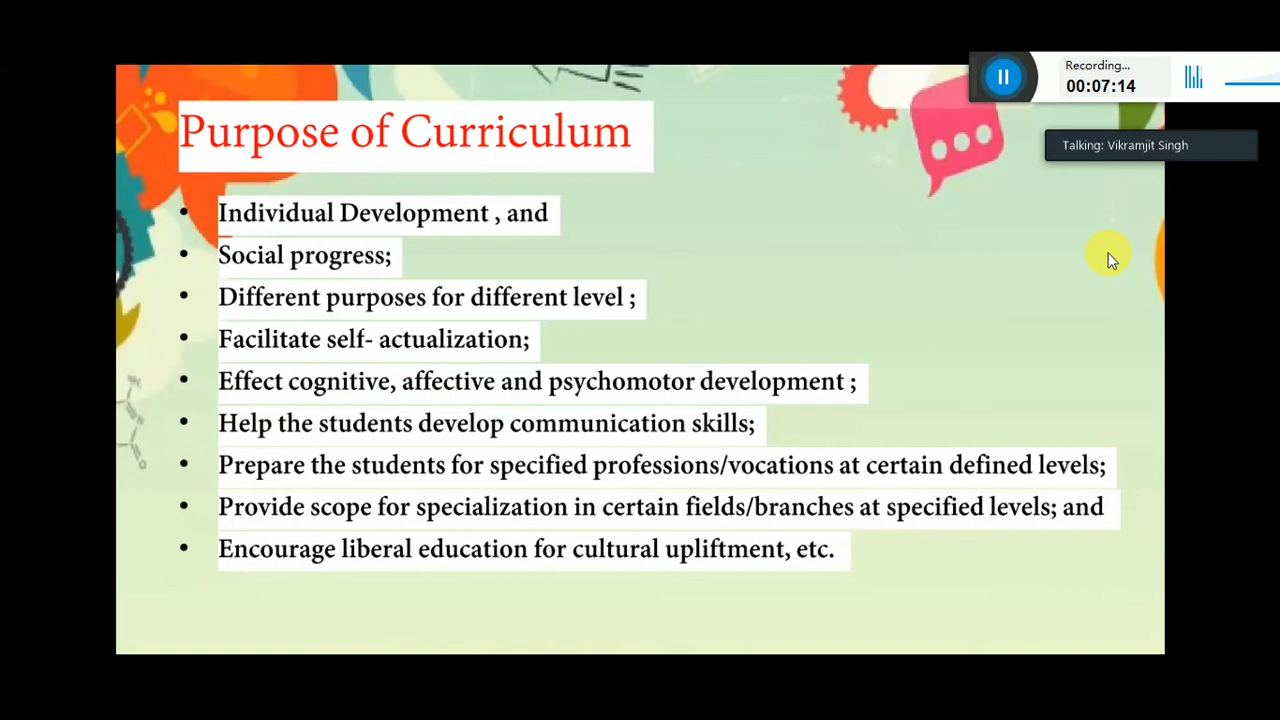 Recording...
00:07:14
Talking: Vikramjit Singh
Purpose of Curriculum
• Individual Development , and
• Social progress;
• Different purposes for different level ;
• Facilitate self- actualization;
• Effect cognitive, affective and psychomotor development ;
• Help the students develop communication skills;
• Prepare the students for specified professions/vocations at certain defined levels;
• Provide scope for specialization in certain fields/branches at specified levels; and
• Encourage liberal education for cultural upliftment, etc.